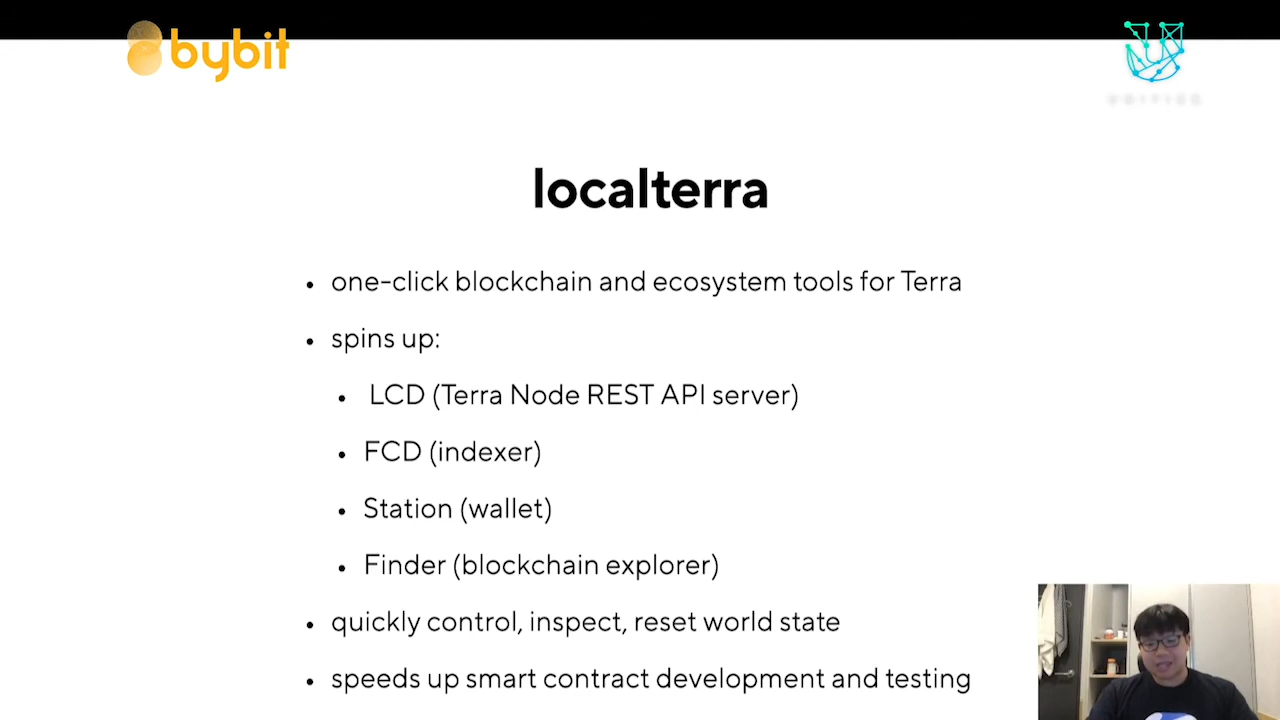 bybit
localterra
• one-click blockchain and ecosystem tools for Terra
• spins up:
• LCD (Terra Node REST API server)
• FCD (indexer)
• Station (wallet)
• Finder (blockchain explorer)
• quickly control, inspect, reset world state
• speeds up smart contract development and testing